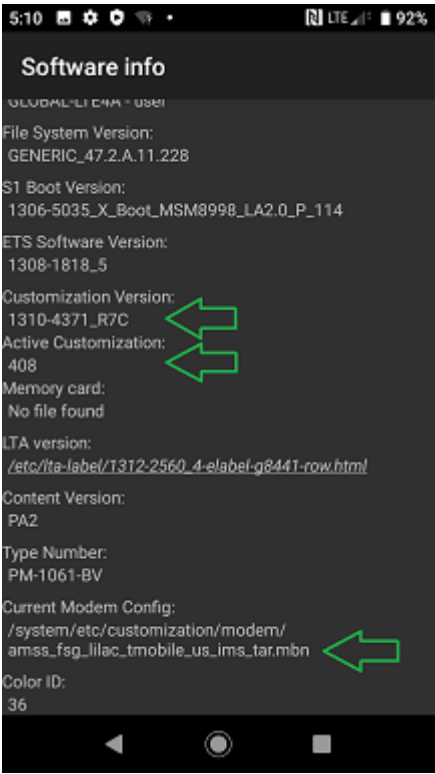 5:10
LTE
92%
Software info
GLOBAL-LTE4A - user
File System Version:
GENERIC_47.2.A.11.228
S1 Boot Version:
1306-5035_X_Boot_MSM8998_LA2.0_P_114
ETS Software Version:
1308-1818_5
Customization Version:
1310-4371_R7C
Active Customization:
408
Memory card:
No file found
LTA version:
/etc/lta-label/1312-2560_4-elabel-g8441-row.html
Content Version:
PA2
Type Number:
PM-1061-BV
Current Modem Config:
/system/etc/customization/modem/
amss_fsg_lilac_tmobile_us_ims_tar.mbn
Color ID:
36